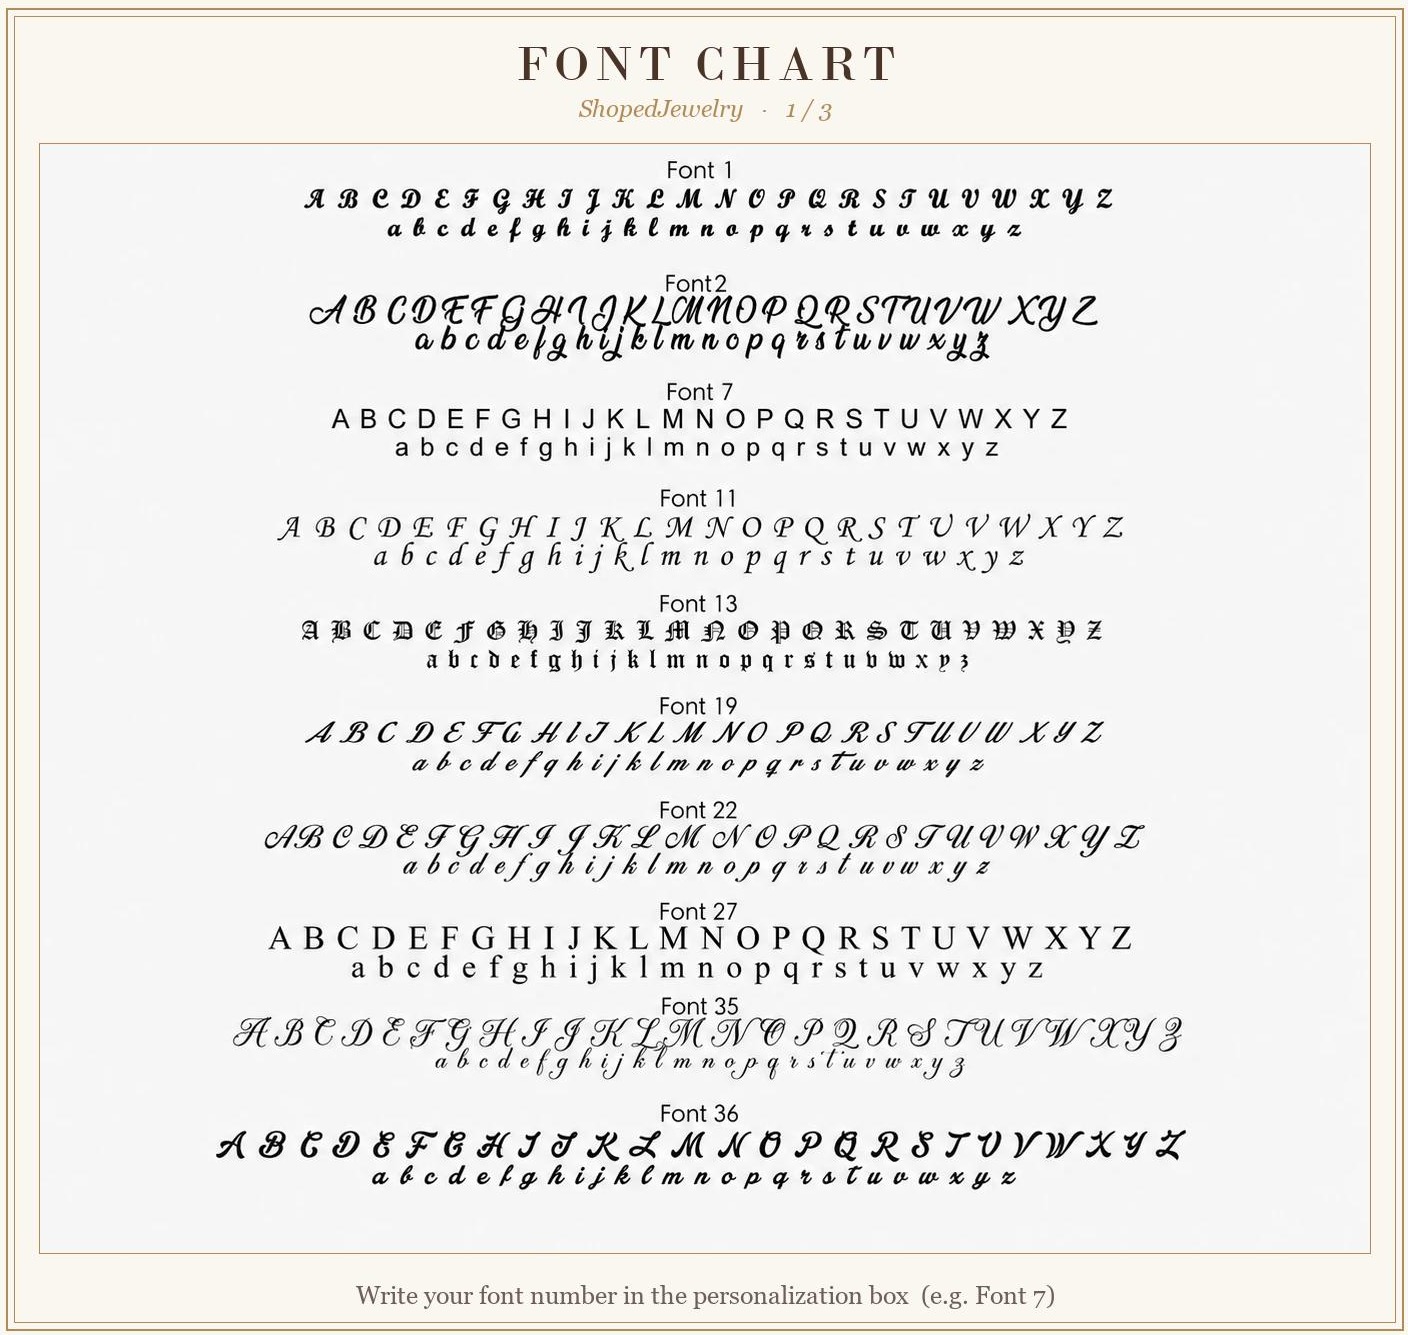 FONT CHART
ShopedJewelry · 1 / 3
Font 1
A B C D E F G H I J K L M N O P Q R S T U V W X Y Z
a b c d e f g h i j k l m n o p q r s t u v w x y z
Font2
A B C D E F G H I J K L M N O P Q R S T U V W X Y Z
a b c d e f g h i j k l m n o p q r s t u v w x y z
Font 7
A B C D E F G H I J K L M N O P Q R S T U V W X Y Z
a b c d e f g h i j k l m n o p q r s t u v w x y z
Font 11
A B C D E F G H I J K L M N O P Q R S T U V W X Y Z
a b c d e f g h i j k l m n o p q r s t u v w x y z
Font 13
A B C D E F G H I J K L M N O P Q R S T U V W X Y Z
a b c d e f g h i j k l m n o p q r s t u v w x y z
Font 19
A B C D E F G H I J K L M N O P Q R S T U V W X Y Z
a b c d e f g h i j k l m n o p q r s t u v w x y z
Font 22
A B C D E F G H I J K L M N O P Q R S T U V W X Y Z
a b c d e f g h i j k l m n o p q r s t u v w x y z
Font 27
A B C D E F G H I J K L M N O P Q R S T U V W X Y Z
a b c d e f g h i j k l m n o p q r s t u v w x y z
Font 35
A B C D E F G H I J K L M N O P Q R S T U V W X Y Z
a b c d e f g h i j k l m n o p q r s t u v w x y z
Font 36
A B C D E F G H I J K L M N O P Q R S T U V W X Y Z
a b c d e f g h i j k l m n o p q r s t u v w x y z
Write your font number in the personalization box (e.g. Font 7)